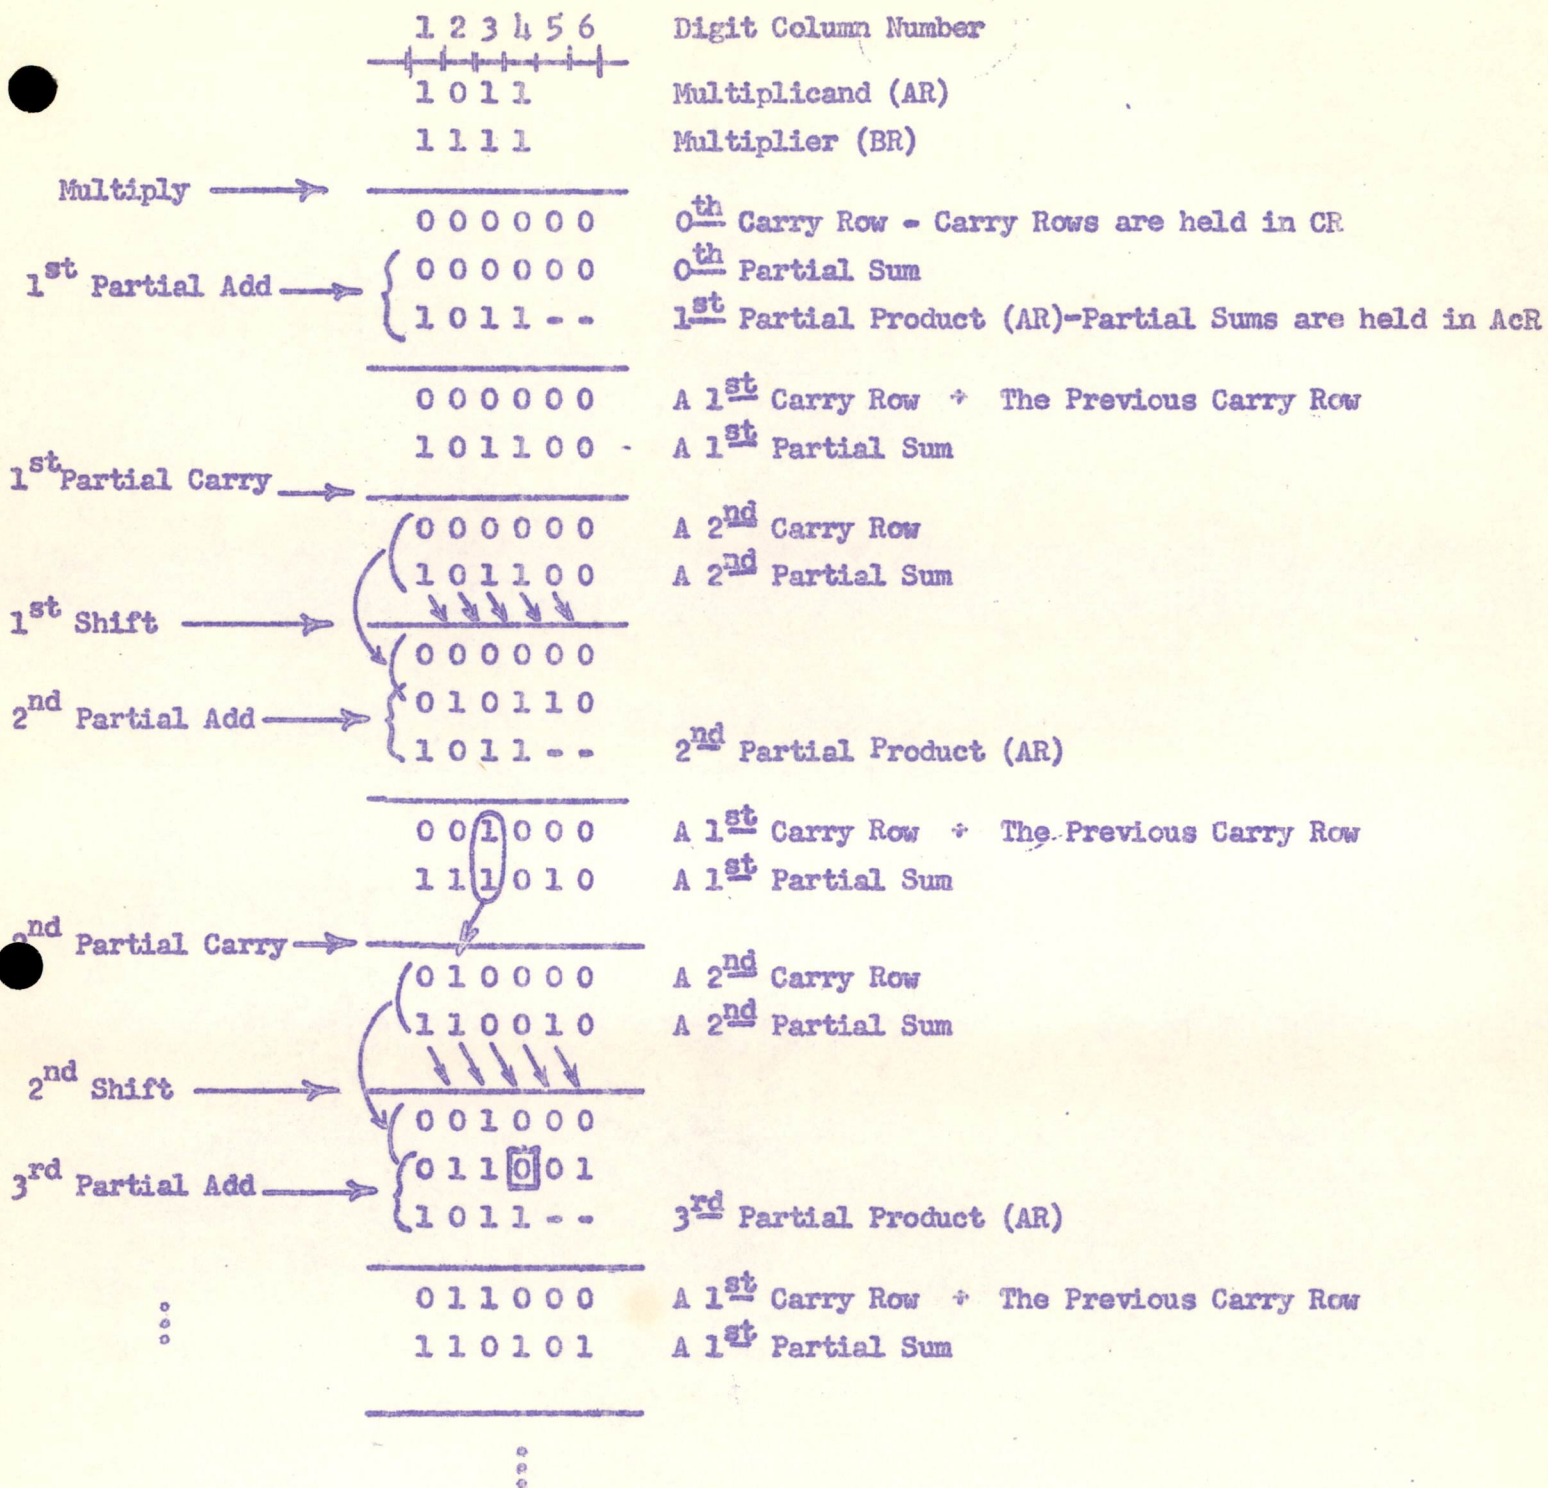 1 2 3 4 5 6 Digit Column Number
1 0 1 1 Multiplicand (AR)
1 1 1 1 Multiplier (BR)
Multiply
0 0 0 0 0 0 0th Carry Row - Carry Rows are held in CR
1st Partial Add 0 0 0 0 0 0 0th Partial Sum
1 0 1 1 - - 1st Partial Product (AR)-Partial Sums are held in AcR
0 0 0 0 0 0 A 1st Carry Row + The Previous Carry Row
1 0 1 1 0 0 A 1st Partial Sum
1st Partial Carry
0 0 0 0 0 0 A 2nd Carry Row
1 0 1 1 0 0 A 2nd Partial Sum
1st Shift
0 0 0 0 0 0
2nd Partial Add 0 1 0 1 1 0
1 0 1 1 - - 2nd Partial Product (AR)
0 0 1 0 0 0 A 1st Carry Row + The Previous Carry Row
1 1 1 0 1 0 A 1st Partial Sum
2nd Partial Carry
0 1 0 0 0 0 A 2nd Carry Row
1 1 0 0 1 0 A 2nd Partial Sum
2nd Shift
0 0 1 0 0 0
3rd Partial Add 0 1 1 0 0 1
1 0 1 1 - - 3rd Partial Product (AR)
0 1 1 0 0 0 A 1st Carry Row + The Previous Carry Row
1 1 0 1 0 1 A 1st Partial Sum